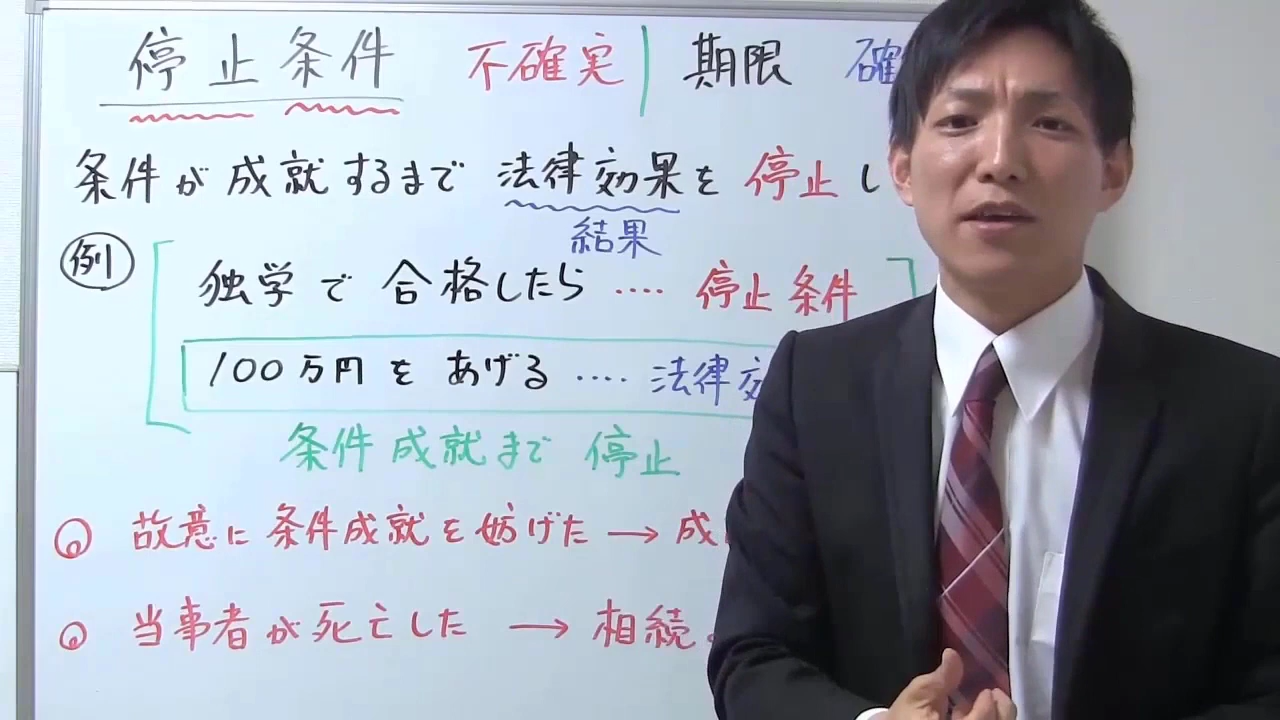 停止条件 不確実 期限 確
条件が成就するまで 法律効果を 停止し
結果
例 独学で合格したら ‥‥ 停止条件
100万円をあげる ‥‥ 法律効
条件成就まで 停止
故意に条件成就を妨げた → 成
当事者が死亡した → 相続